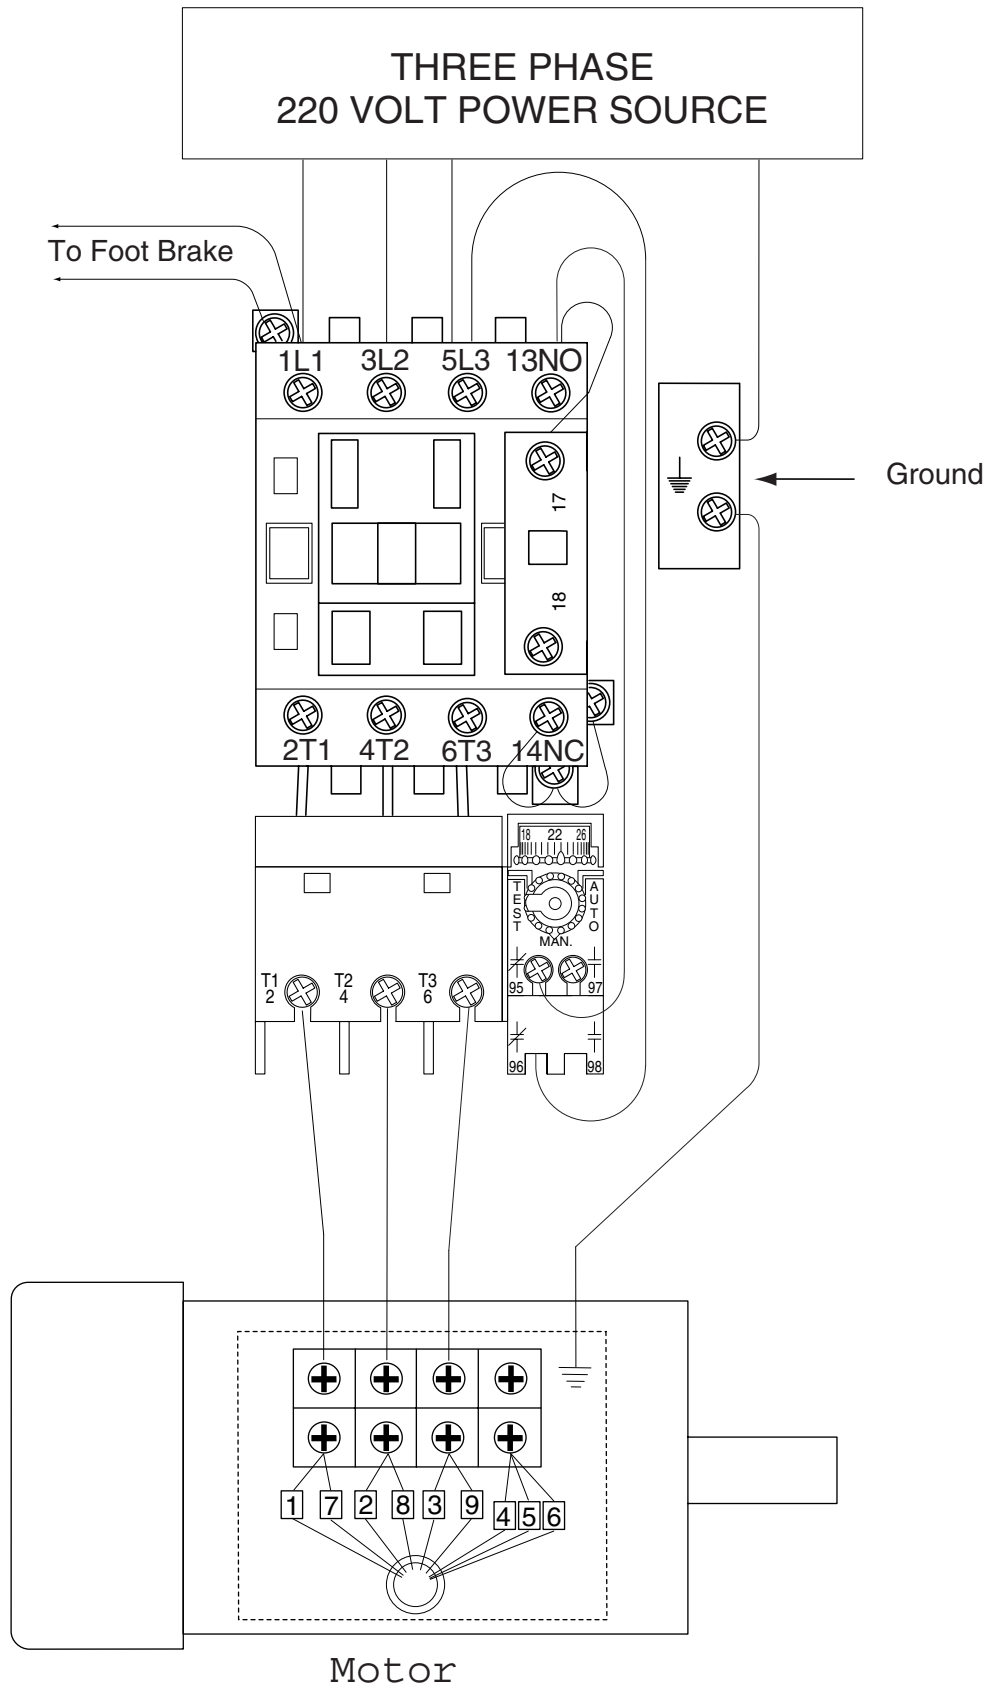 THREE PHASE
220 VOLT POWER SOURCE
To Foot Brake
1L1 3L2 5L3 13NO
17
Ground
18
2T1 4T2 6T3 14NC
18 22 26
TEST
AUTO
MAN.
T1 T2 T3
2 4 6
95 97
96 98
1 7 2 8 3 9 4 5 6
Motor